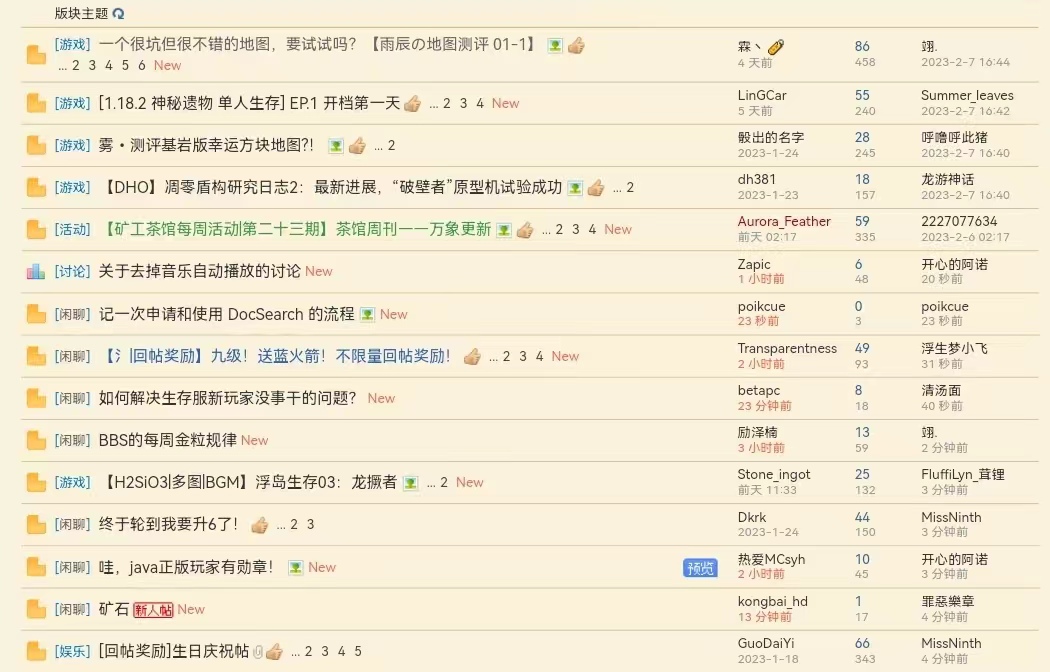 版块主题
[游戏] 一个很坑但很不错的地图，要试试吗？【雨辰の地图测评 01-1】 霖丶 86 翊.
... 2 3 4 5 6 New 4 天前 458 2023-2-7 16:44
[游戏] [1.18.2 神秘遗物 单人生存] EP.1 开档第一天 ... 2 3 4 New LinGCar 55 Summer_leaves
5 天前 240 2023-2-7 16:42
[游戏] 雾·测评基岩版幸运方块地图?! ... 2 骰出的名字 28 呼噜呼此猪
2023-1-24 245 2023-2-7 16:40
[游戏] 【DHO】凋零盾构研究日志2：最新进展，“破壁者”原型机试验成功 ... 2 dh381 18 龙游神话
2023-1-23 157 2023-2-7 16:40
[活动] 【矿工茶馆每周活动|第二十三期】茶馆周刊——万象更新 ... 2 3 4 New Aurora_Feather 59 2227077634
前天 02:17 335 2023-2-6 02:17
[讨论] 关于去掉音乐自动播放的讨论 New Zapic 6 开心的阿诺
1 小时前 48 20 秒前
[闲聊] 记一次申请和使用 DocSearch 的流程 New poikcue 0 poikcue
23 秒前 3 23 秒前
[闲聊] 【氵|回帖奖励】九级！送蓝火箭！不限量回帖奖励！ ... 2 3 4 New Transparentness 49 浮生梦小飞
2 小时前 93 31 秒前
[闲聊] 如何解决生存服新玩家没事干的问题？ New betapc 8 清汤面
23 分钟前 18 40 秒前
[闲聊] BBS的每周金粒规律 New 励泽楠 13 翊.
3 小时前 59 2 分钟前
[游戏] 【H2SiO3|多图|BGM】浮岛生存03：龙撅者 ... 2 New Stone_ingot 25 FluffiLyn_茸锂
前天 11:33 132 3 分钟前
[闲聊] 终于轮到我要升6了！ ... 2 3 Dkrk 44 MissNinth
2023-1-24 150 3 分钟前
[闲聊] 哇，java正版玩家有勋章！ New 预览 热爱MCsyh 10 开心的阿诺
2 小时前 45 3 分钟前
[闲聊] 矿石 新人帖 New kongbai_hd 1 罪惡樂章
13 分钟前 17 4 分钟前
[娱乐] [回帖奖励]生日庆祝帖 ... 2 3 4 5 GuoDaiYi 66 MissNinth
2023-1-18 343 4 分钟前